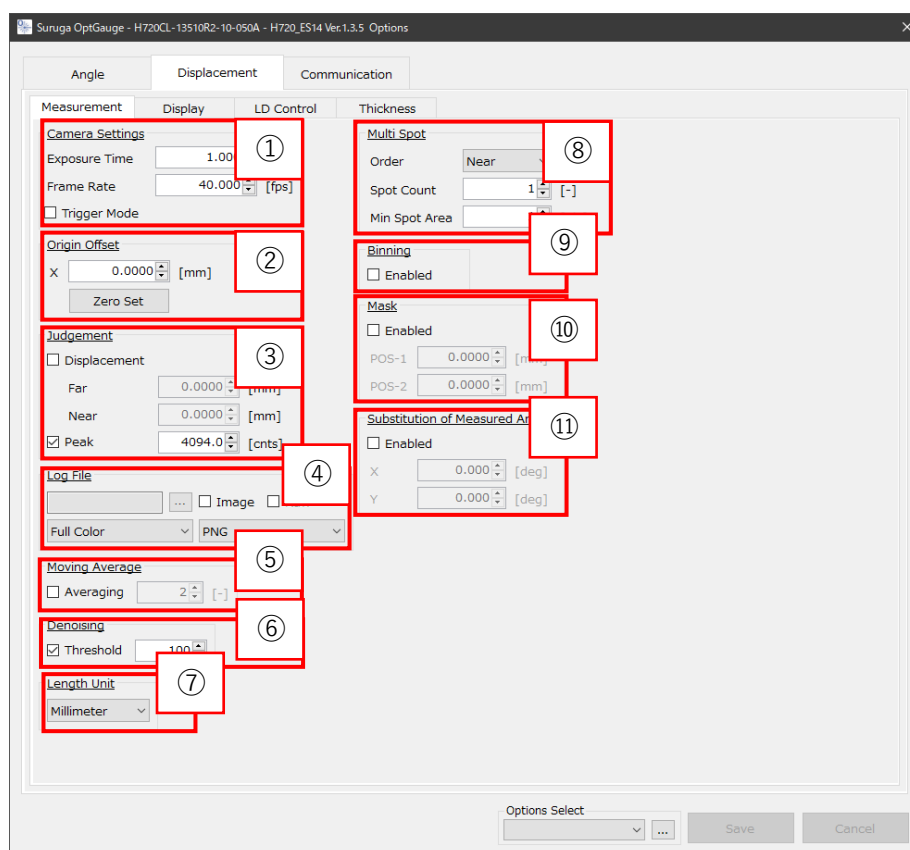 Suruga OptGauge - H720CL-13510R2-10-050A - H720_ES14 Ver.1.3.5 Options
Angle Displacement Communication
Measurement Display LD Control Thickness
Camera Settings
①
Exposure Time 1.00
Frame Rate 40.000 [fps]
Trigger Mode
Origin Offset
②
X 0.0000 [mm]
Zero Set
Judgement
③
Displacement
Far 0.0000 [mm]
Near 0.0000 [mm]
Peak 4094.0 [cnts]
Log File
④
... Image
Full Color PNG
Moving Average
⑤
Averaging 2 [-]
Denoising
⑥
Threshold 100
Length Unit
⑦
Millimeter
Multi Spot
⑧
Order Near
Spot Count 1 [-]
Min Spot Area
Binning
⑨
Enabled
Mask
⑩
Enabled
POS-1 0.0000 [mm]
POS-2 0.0000 [mm]
Substitution of Measured
⑪
Enabled
X 0.000 [deg]
Y 0.000 [deg]
Options Select
... Save Cancel